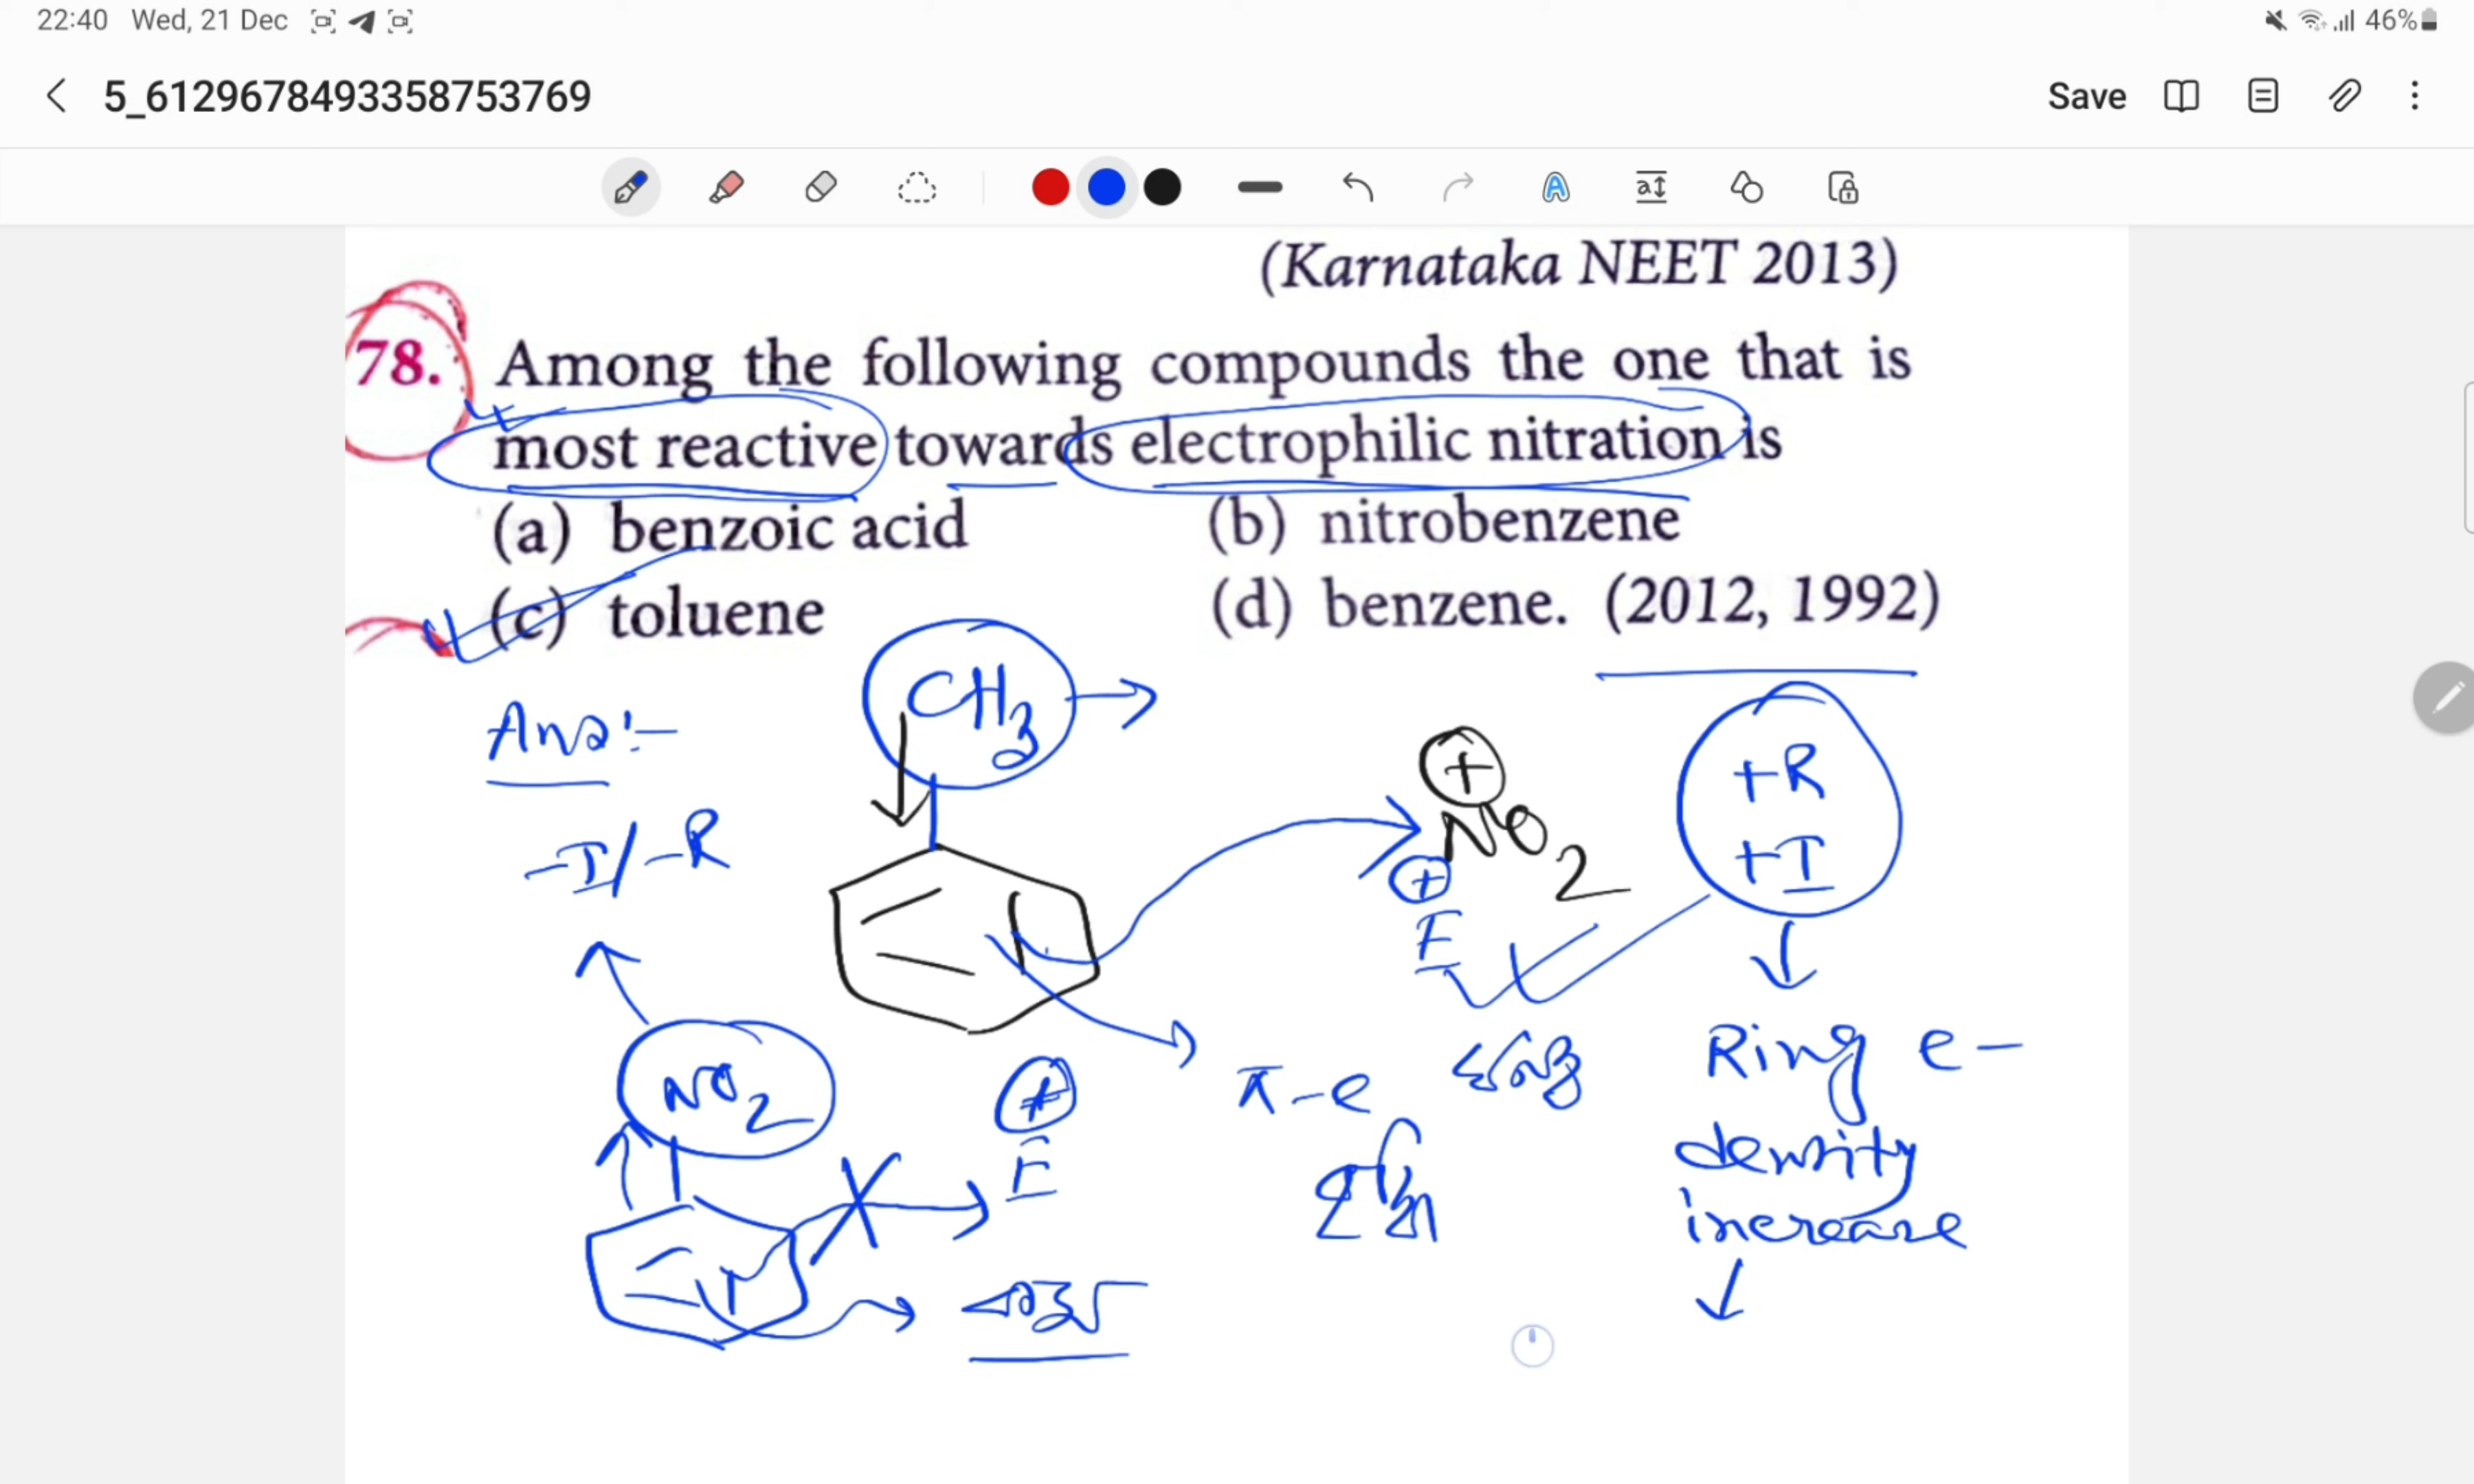 22:40 Wed, 21 Dec
46%
5_6129678493358753769
Save
(Karnataka NEET 2013)
78. Among the following compounds the one that is
most reactive towards electrophilic nitration is
(a) benzoic acid (b) nitrobenzene
(c) toluene (d) benzene. (2012, 1992)
Ans:-
CH3
+
NO2
+R
+I
-I/-R
+
E
NO2
+
E
π-e
Ring e-
density
increase